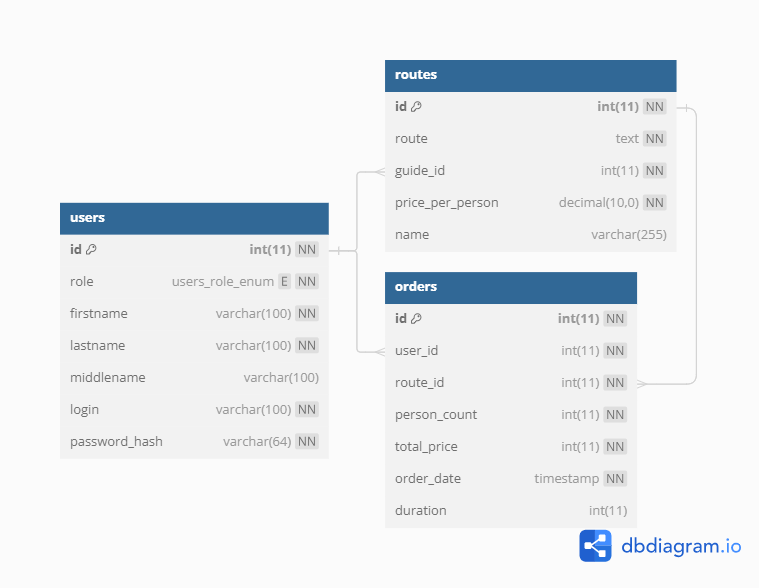 users
id int(11) NN
role users_role_enum E NN
firstname varchar(100) NN
lastname varchar(100) NN
middlename varchar(100)
login varchar(100) NN
password_hash varchar(64) NN
routes
id int(11) NN
route text NN
guide_id int(11) NN
price_per_person decimal(10,0) NN
name varchar(255)
orders
id int(11) NN
user_id int(11) NN
route_id int(11) NN
person_count int(11) NN
total_price int(11) NN
order_date timestamp NN
duration int(11)
dbdiagram.io